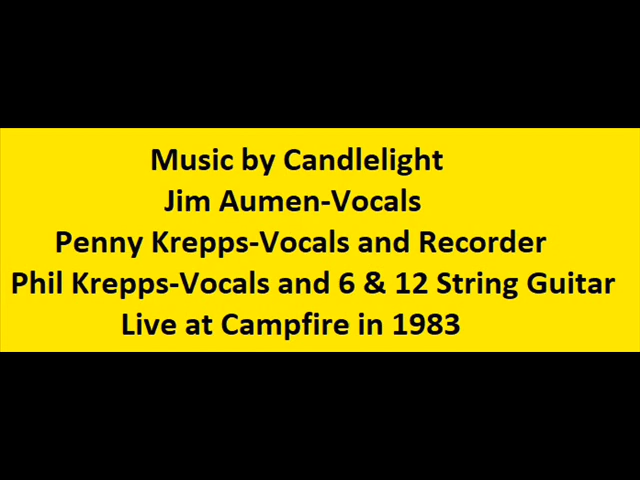 Music by Candlelight
Jim Aumen-Vocals
Penny Krepps-Vocals and Recorder
Phil Krepps-Vocals and 6 & 12 String Guitar
Live at Campfire in 1983